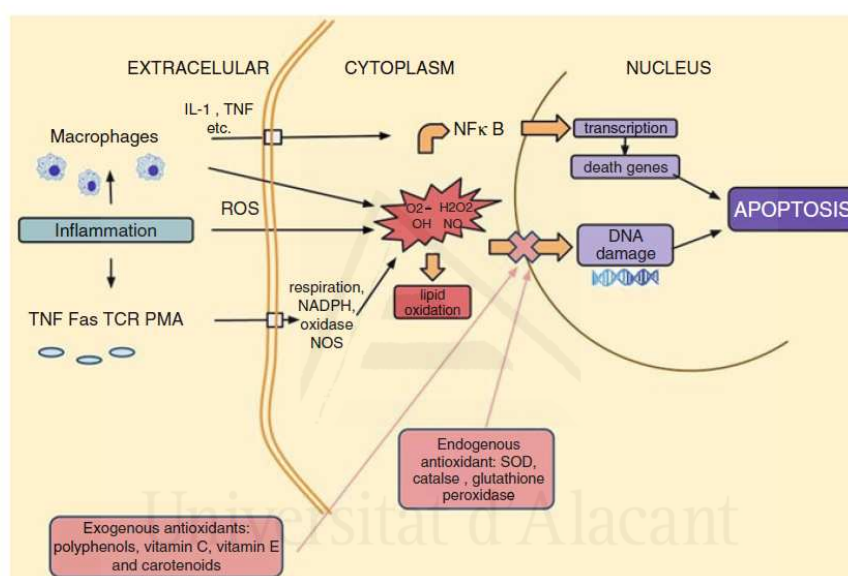 EXTRACELULAR
CYTOPLASM
NUCLEUS
IL-1 , TNF
etc.
Macrophages
NFκ B
transcription
death genes
ROS
O2– H2O2
OH NO
Inflammation
APOPTOSIS
DNA
damage
respiration,
NADPH,
oxidase
NOS
lipid
oxidation
TNF Fas TCR PMA
Endogenous
antioxidant: SOD,
catalse , glutathione
peroxidase
Exogenous antioxidants:
polyphenols, vitamin C, vitamin E
and carotenoids
Universitat d'Alacant